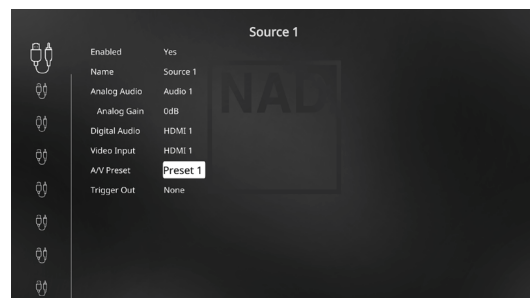 Source 1
Enabled Yes
Name Source 1
Analog Audio Audio 1
Analog Gain 0dB
Digital Audio HDMI 1
Video Input HDMI 1
A/V Preset Preset 1
Trigger Out None
NAD